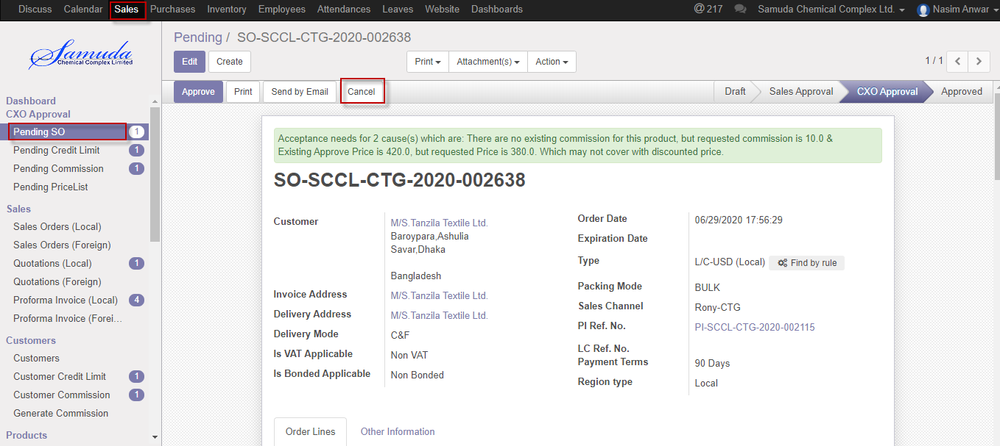 Discuss Calendar Sales Purchases Inventory Employees Attendances Leaves Website Dashboards @ 217 Samuda Chemical Complex Ltd. Nasim Anwar
Samuda
Chemical Complex Limited
Dashboard
CXO Approval
Pending SO 1
Pending Credit Limit 1
Pending Commission 1
Pending PriceList
Sales
Sales Orders (Local)
Sales Orders (Foreign)
Quotations (Local) 1
Quotations (Foreign)
Proforma Invoice (Local) 4
Proforma Invoice (Forei...
Customers
Customers
Customer Credit Limit 1
Customer Commission 1
Generate Commission
Products
Pending / SO-SCCL-CTG-2020-002638
Edit Create Print Attachment(s) Action 1 / 1
Approve Print Send by Email Cancel Draft Sales Approval CXO Approval Approved
Acceptance needs for 2 cause(s) which are: There are no existing commission for this product, but requested commission is 10.0 &
Existing Approve Price is 420.0, but requested Price is 380.0. Which may not cover with discounted price.
SO-SCCL-CTG-2020-002638
Customer M/S.Tanzila Textile Ltd.
Baroypara,Ashulia
Savar,Dhaka
Bangladesh
Invoice Address M/S.Tanzila Textile Ltd.
Delivery Address M/S.Tanzila Textile Ltd.
Delivery Mode C&F
Is VAT Applicable Non VAT
Is Bonded Applicable Non Bonded
Order Date 06/29/2020 17:56:29
Expiration Date
Type L/C-USD (Local) Find by rule
Packing Mode BULK
Sales Channel Rony-CTG
PI Ref. No. PI-SCCL-CTG-2020-002115
LC Ref. No.
Payment Terms 90 Days
Region type Local
Order Lines Other Information